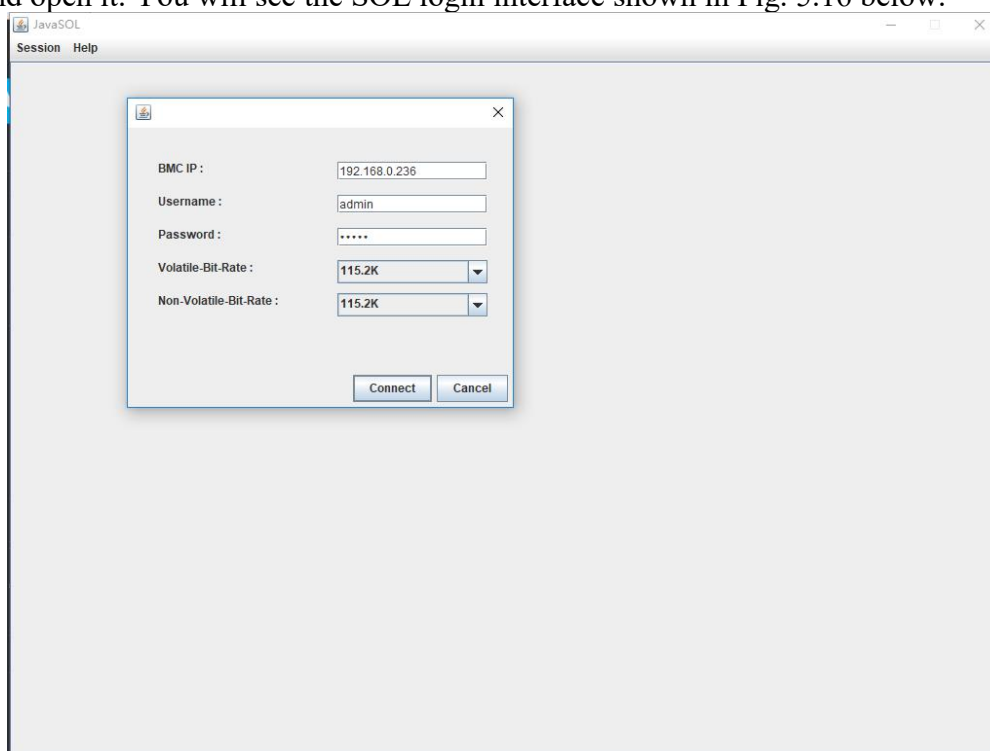 nd open it. You will see the SOL login interface shown in Fig. 5.16 below.
JavaSOL
Session Help
BMC IP :
192.168.0.236
Username :
admin
Password :
•••••
Volatile-Bit-Rate :
115.2K
Non-Volatile-Bit-Rate :
115.2K
Connect Cancel